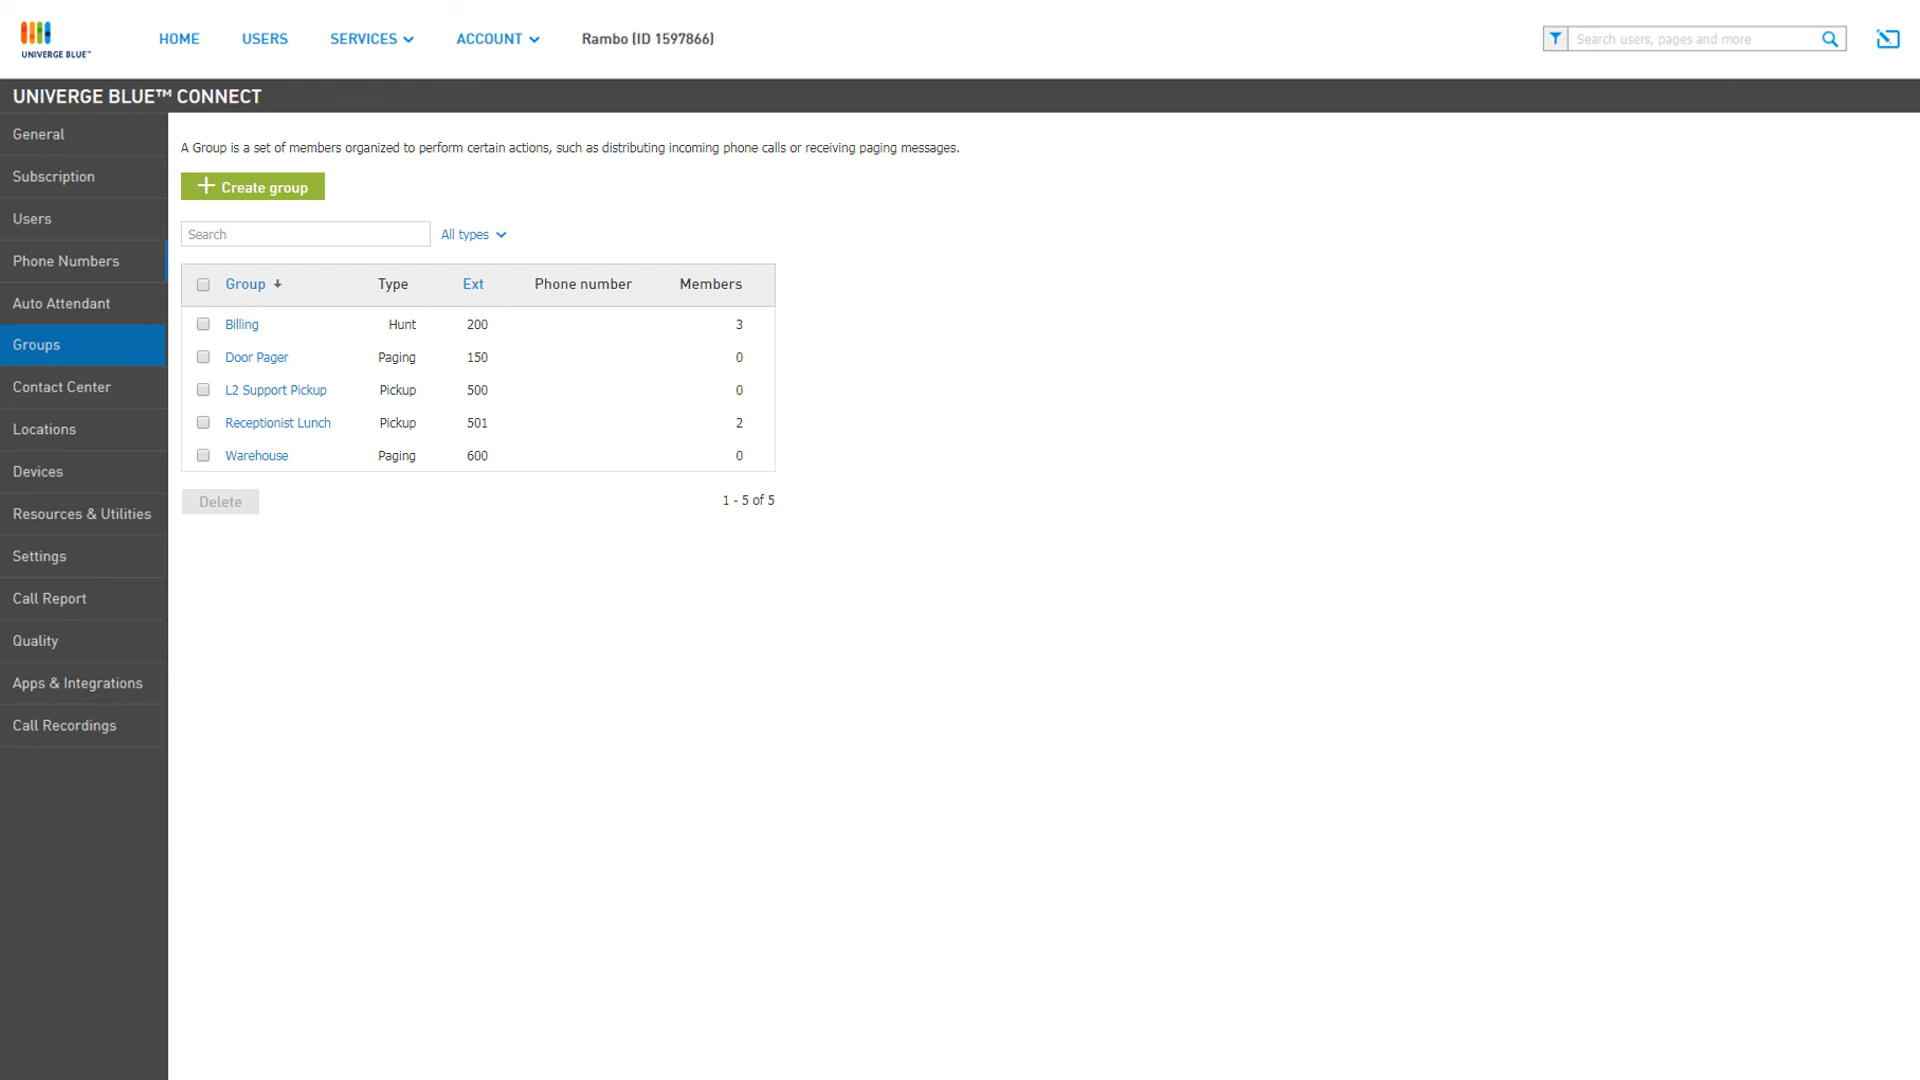 UNIVERGE BLUE™
HOME USERS SERVICES ACCOUNT Rambo (ID 1597866) Search users, pages and more
UNIVERGE BLUE™ CONNECT
General
Subscription
Users
Phone Numbers
Auto Attendant
Groups
Contact Center
Locations
Devices
Resources & Utilities
Settings
Call Report
Quality
Apps & Integrations
Call Recordings
A Group is a set of members organized to perform certain actions, such as distributing incoming phone calls or receiving paging messages.
+ Create group
Search All types
Group Type Ext Phone number Members
Billing Hunt 200 3
Door Pager Paging 150 0
L2 Support Pickup Pickup 500 0
Receptionist Lunch Pickup 501 2
Warehouse Paging 600 0
Delete 1 - 5 of 5